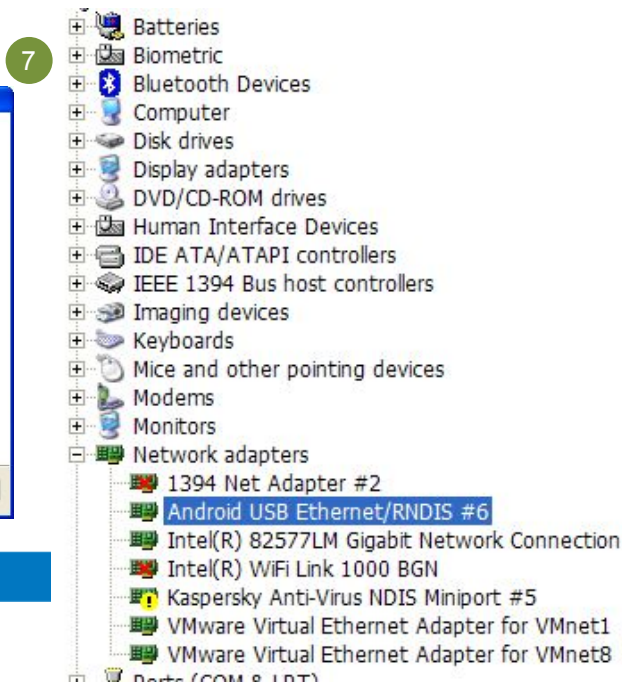 7
Batteries
Biometric
Bluetooth Devices
Computer
Disk drives
Display adapters
DVD/CD-ROM drives
Human Interface Devices
IDE ATA/ATAPI controllers
IEEE 1394 Bus host controllers
Imaging devices
Keyboards
Mice and other pointing devices
Modems
Monitors
Network adapters
1394 Net Adapter #2
Android USB Ethernet/RNDIS #6
Intel(R) 82577LM Gigabit Network Connection
Intel(R) WiFi Link 1000 BGN
Kaspersky Anti-Virus NDIS Miniport #5
VMware Virtual Ethernet Adapter for VMnet1
VMware Virtual Ethernet Adapter for VMnet8
Ports (COM & LPT)